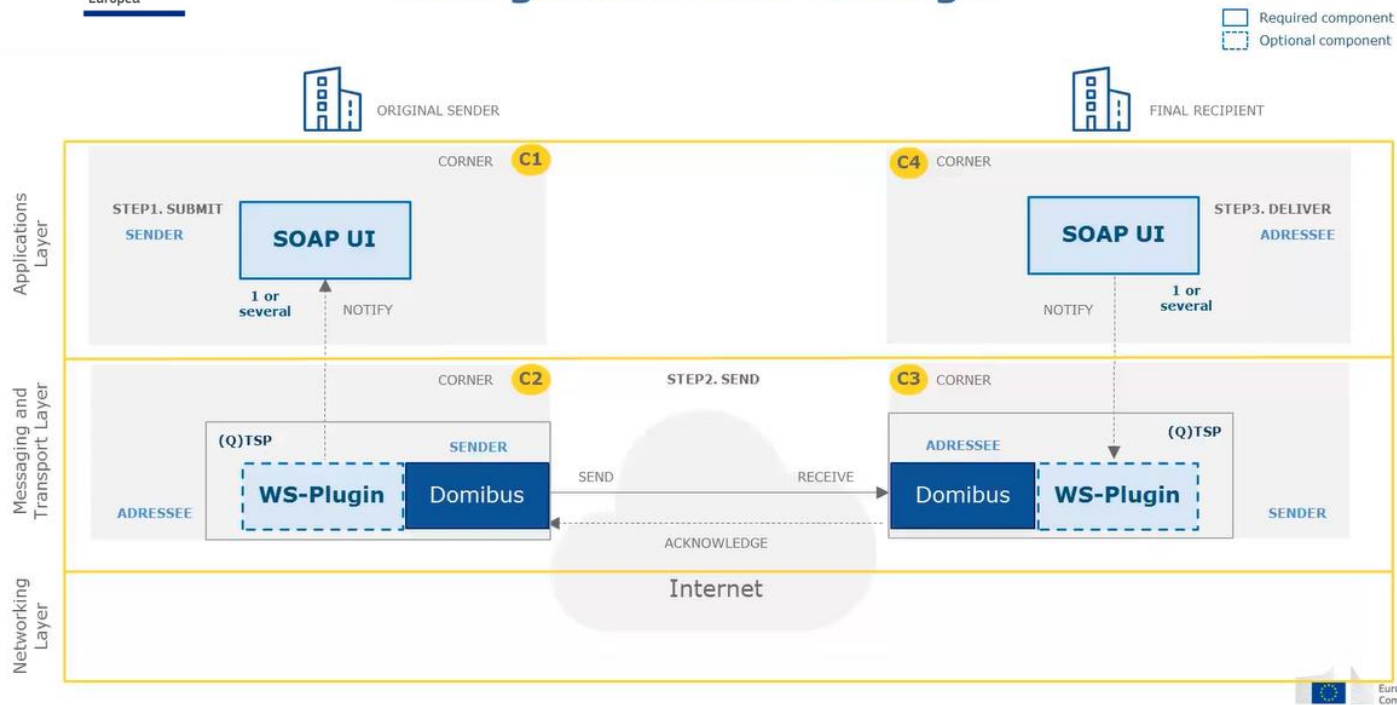 Europea
Required component
Optional component
ORIGINAL SENDER
FINAL RECIPIENT
Applications
Layer
CORNER C1
STEP1. SUBMIT
SENDER
SOAP UI
1 or
several
NOTIFY
C4 CORNER
SOAP UI
STEP3. DELIVER
ADRESSEE
NOTIFY
1 or
several
Messaging and
Transport Layer
CORNER C2
STEP2. SEND
C3 CORNER
(Q)TSP
SENDER
WS-Plugin
Domibus
ADRESSEE
SEND
RECEIVE
ACKNOWLEDGE
ADRESSEE
(Q)TSP
Domibus
WS-Plugin
SENDER
Networking
Layer
Internet